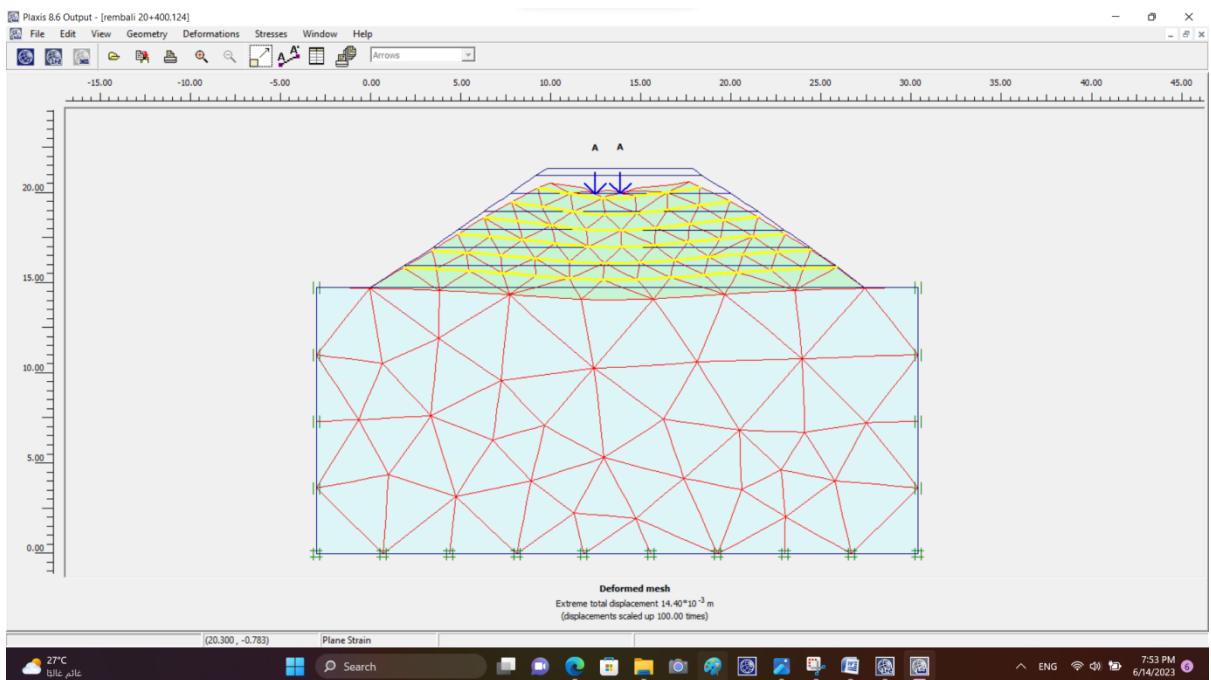 Plaxis 8.6 Output - [rembali 20+400.124]
File Edit View Geometry Deformations Stresses Window Help
Arrows
-15.00 -10.00 -5.00 0.00 5.00 10.00 15.00 20.00 25.00 30.00 35.00 40.00 45.00
A A
20.00
15.00
10.00
5.00
0.00
Deformed mesh
Extreme total displacement 14.40*10-3 m
(displacements scaled up 100.00 times)
(20.300 , -0.783) Plane Strain
27°C
غائم غالبًا
Search
ENG
7:53 PM
6/14/2023
6